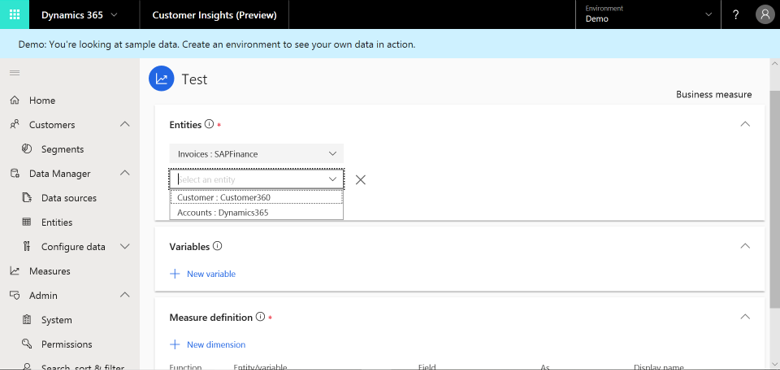 Dynamics 365
Customer Insights (Preview)
Environment
Demo
?
Demo: You're looking at sample data. Create an environment to see your own data in action.
Home
Customers
Segments
Data Manager
Data sources
Entities
Configure data
Measures
Admin
System
Permissions
Search, sort & filter
Test
Business measure
Entities *
Invoices : SAPFinance
Select an entity
Customer : Customer360
Accounts : Dynamics365
Variables
+ New variable
Measure definition *
+ New dimension
Function Entity/variable Field As Display name